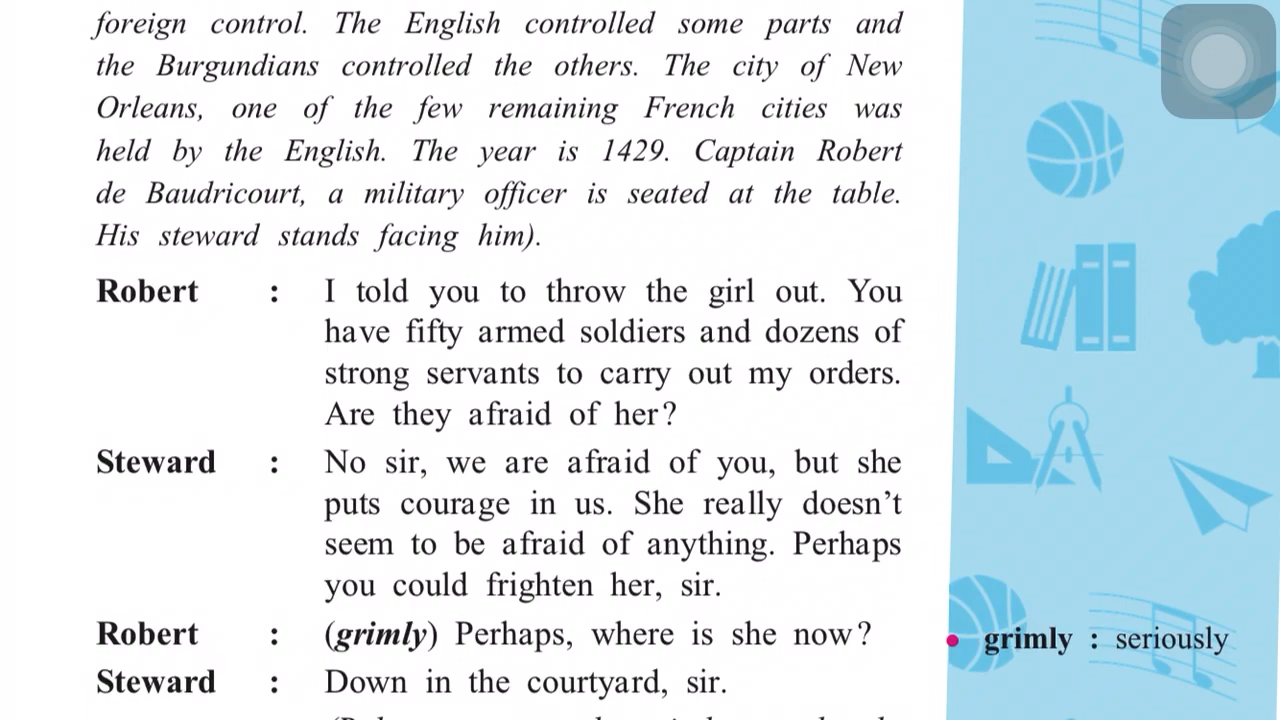 foreign control. The English controlled some parts and
the Burgundians controlled the others. The city of New
Orleans, one of the few remaining French cities was
held by the English. The year is 1429. Captain Robert
de Baudricourt, a military officer is seated at the table.
His steward stands facing him).
Robert : I told you to throw the girl out. You
have fifty armed soldiers and dozens of
strong servants to carry out my orders.
Are they afraid of her?
Steward : No sir, we are afraid of you, but she
puts courage in us. She really doesn't
seem to be afraid of anything. Perhaps
you could frighten her, sir.
Robert : (grimly) Perhaps, where is she now?
• grimly : seriously
Steward : Down in the courtyard, sir.